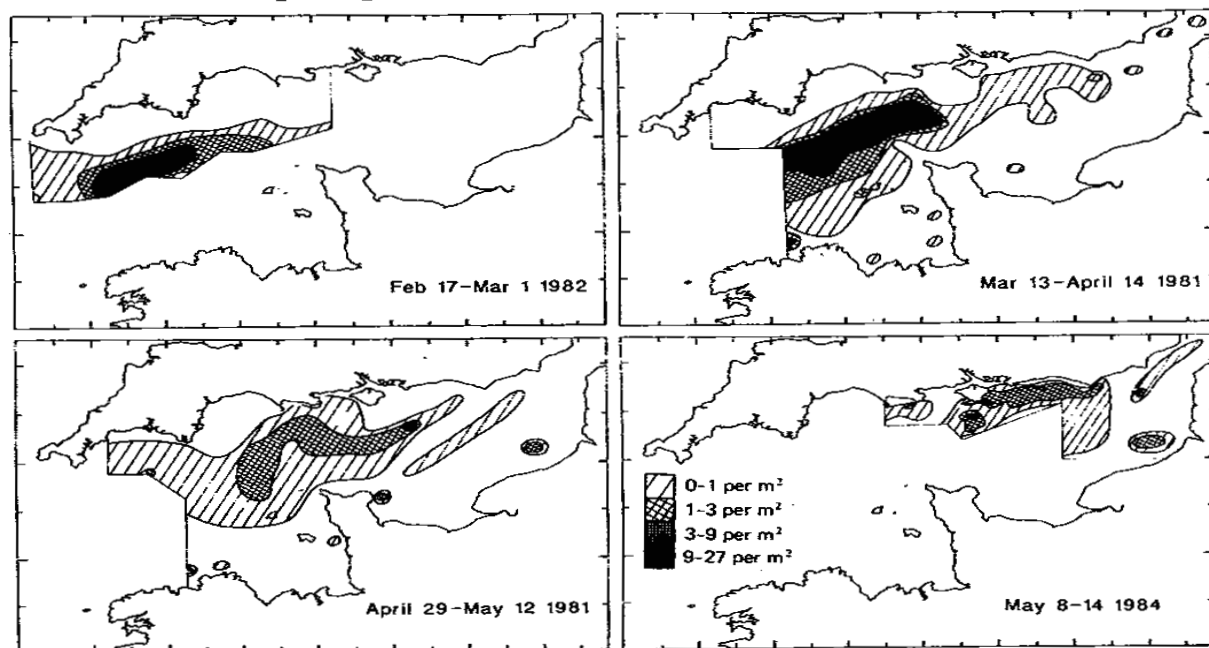 Feb 17-Mar 1 1982
Mar 13-April 14 1981
April 29-May 12 1981
0-1 per m²
1-3 per m²
3-9 per m²
9-27 per m²
May 8-14 1984